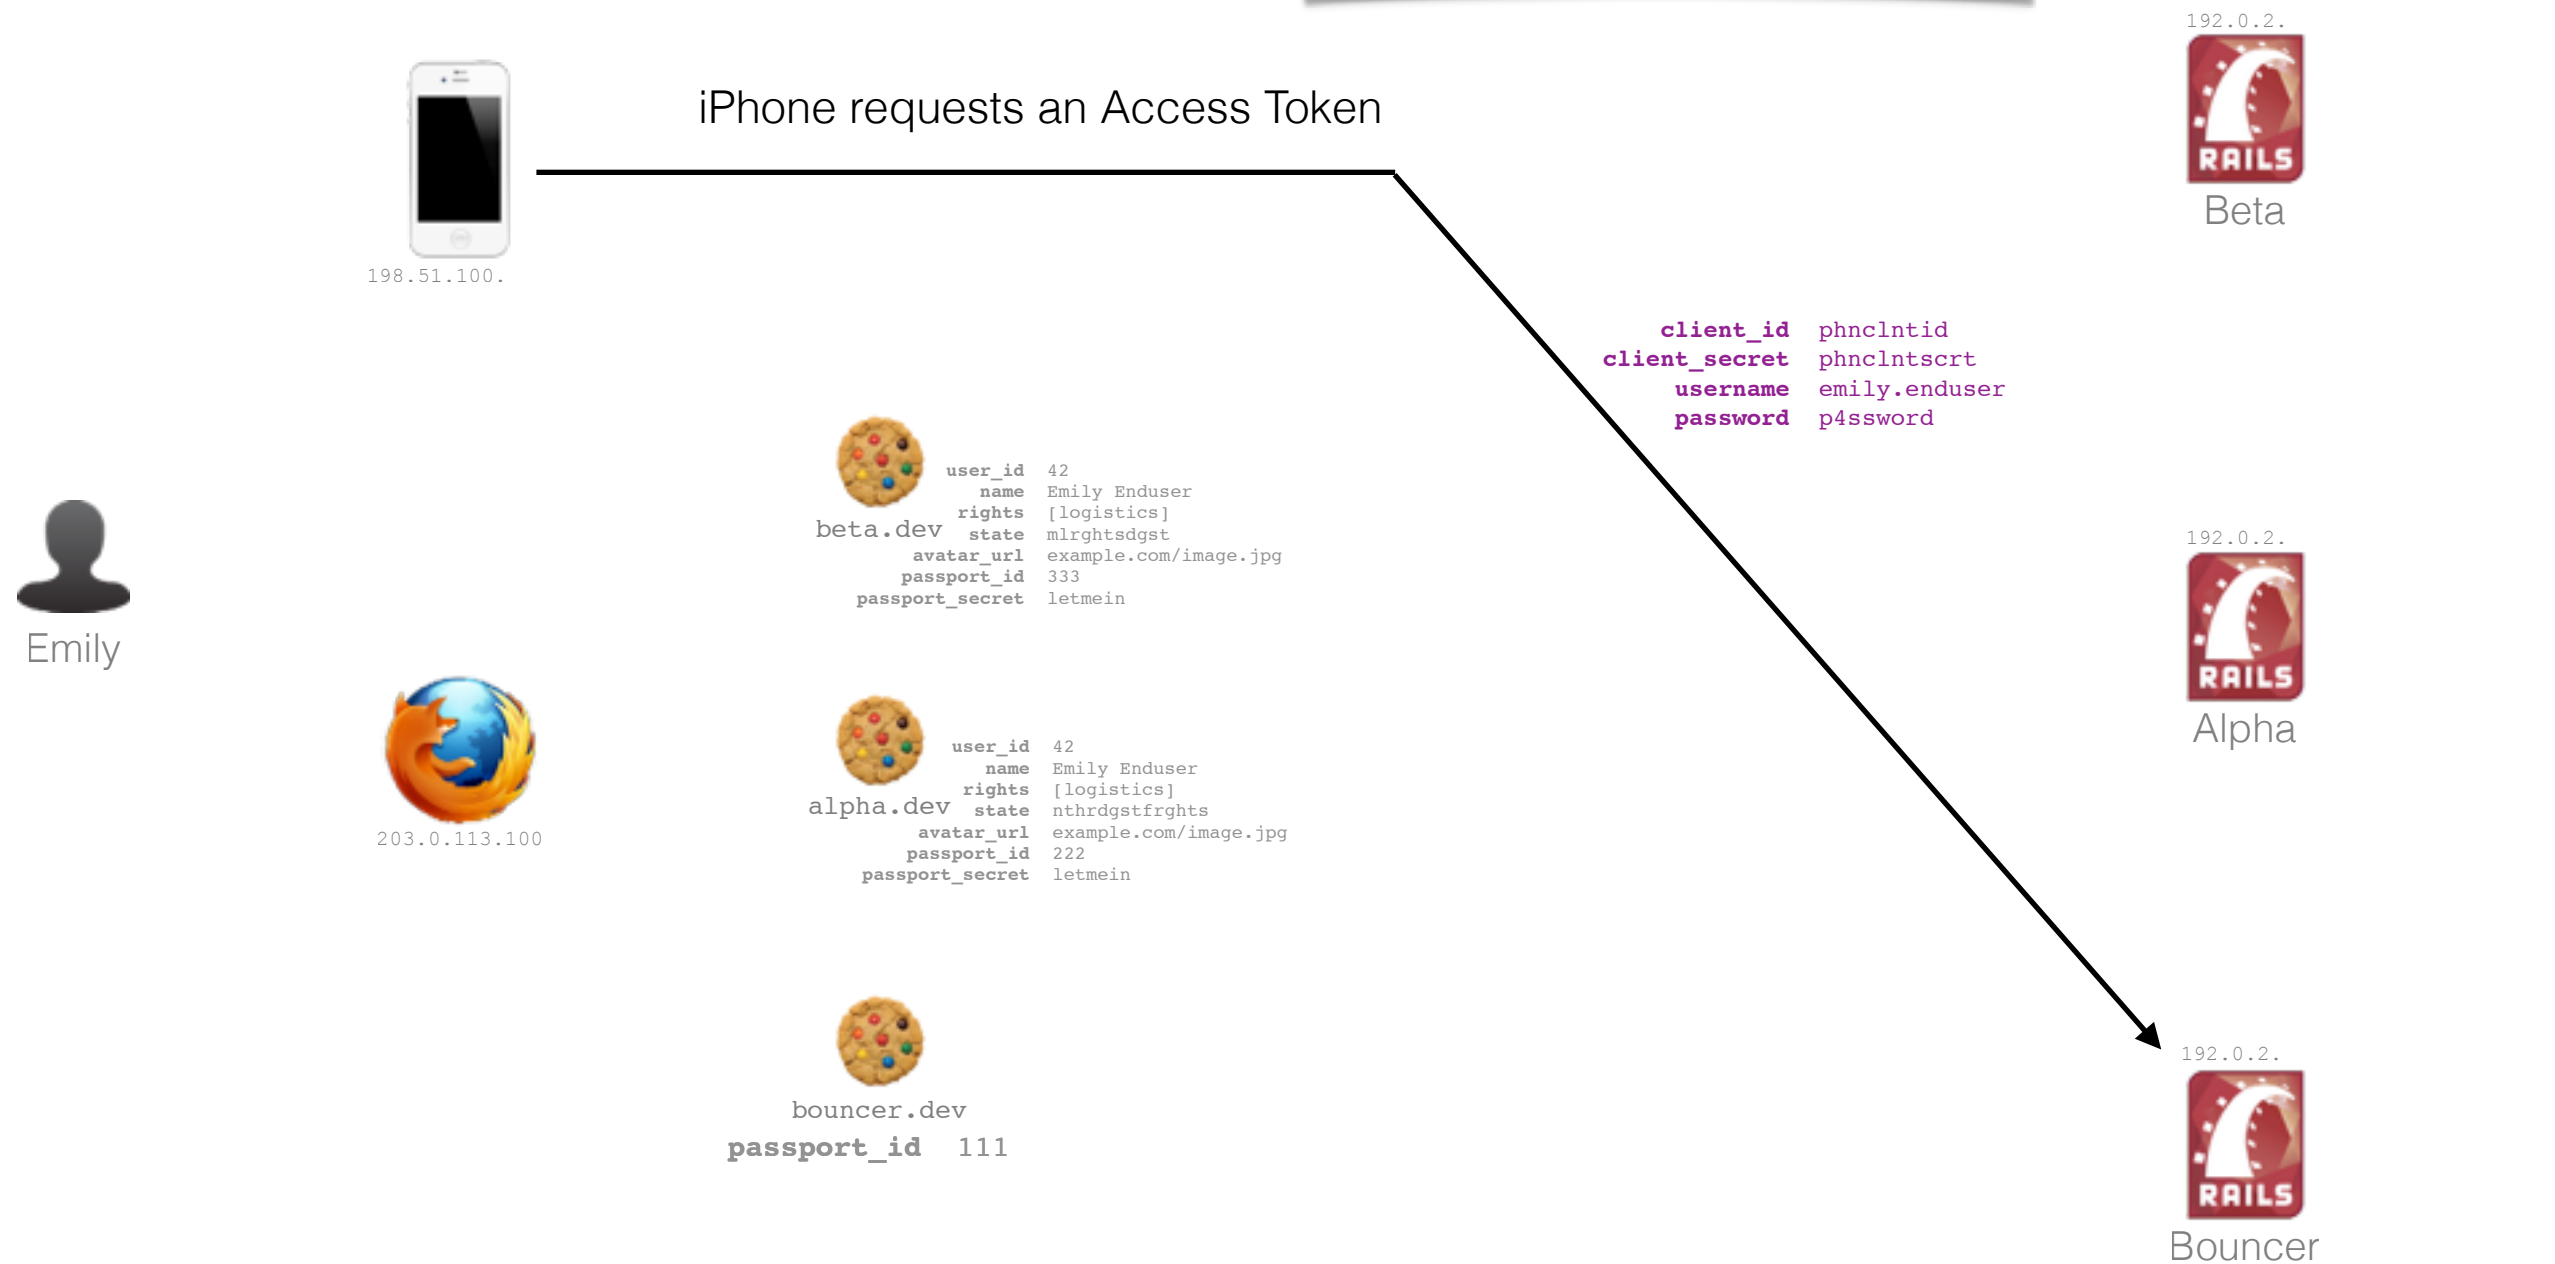 192.0.2.
RAILS
Beta
iPhone requests an Access Token
198.51.100.
client_id phnclntid
client_secret phnclntscrt
username emily.enduser
password p4ssword
Emily
beta.dev
user_id 42
name Emily Enduser
rights [logistics]
state mlrghtsdgst
avatar_url example.com/image.jpg
passport_id 333
passport_secret letmein
192.0.2.
RAILS
Alpha
203.0.113.100
alpha.dev
user_id 42
name Emily Enduser
rights [logistics]
state nthrdgstfrghts
avatar_url example.com/image.jpg
passport_id 222
passport_secret letmein
bouncer.dev
passport_id 111
192.0.2.
RAILS
Bouncer